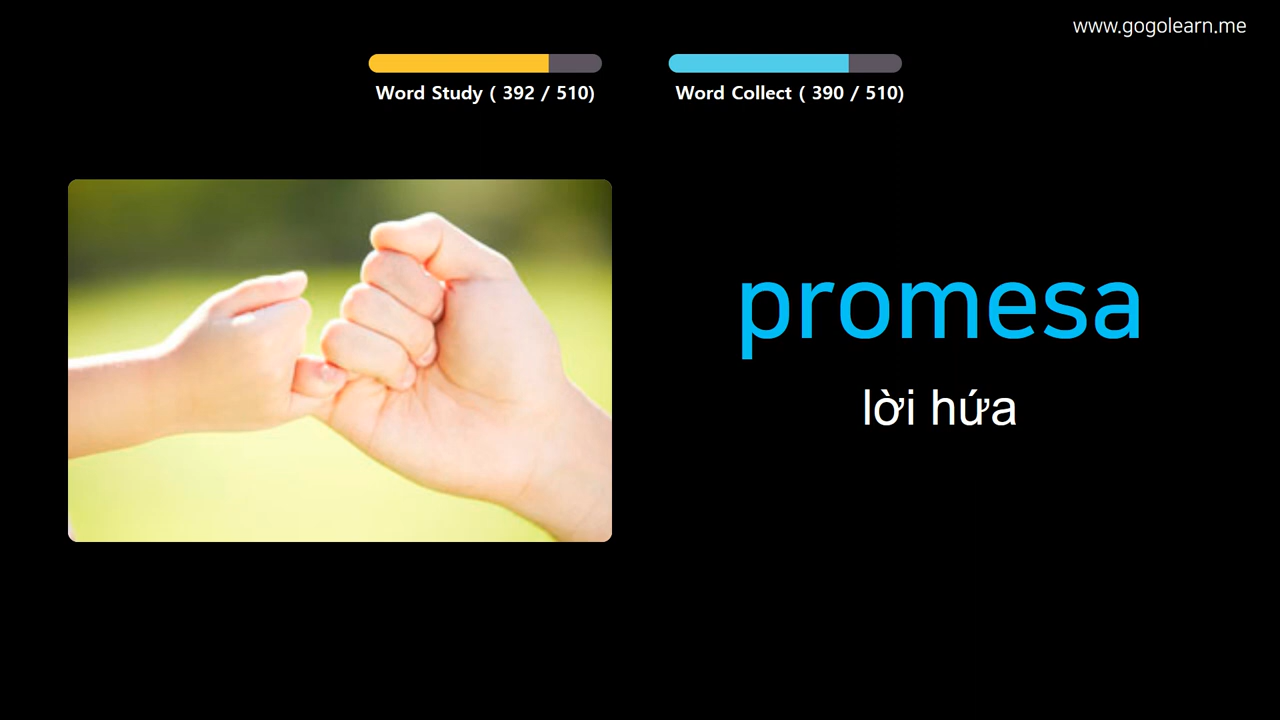 www.gogolearn.me
Word Study ( 392 / 510)
Word Collect ( 390 / 510)
promesa
lời hứa